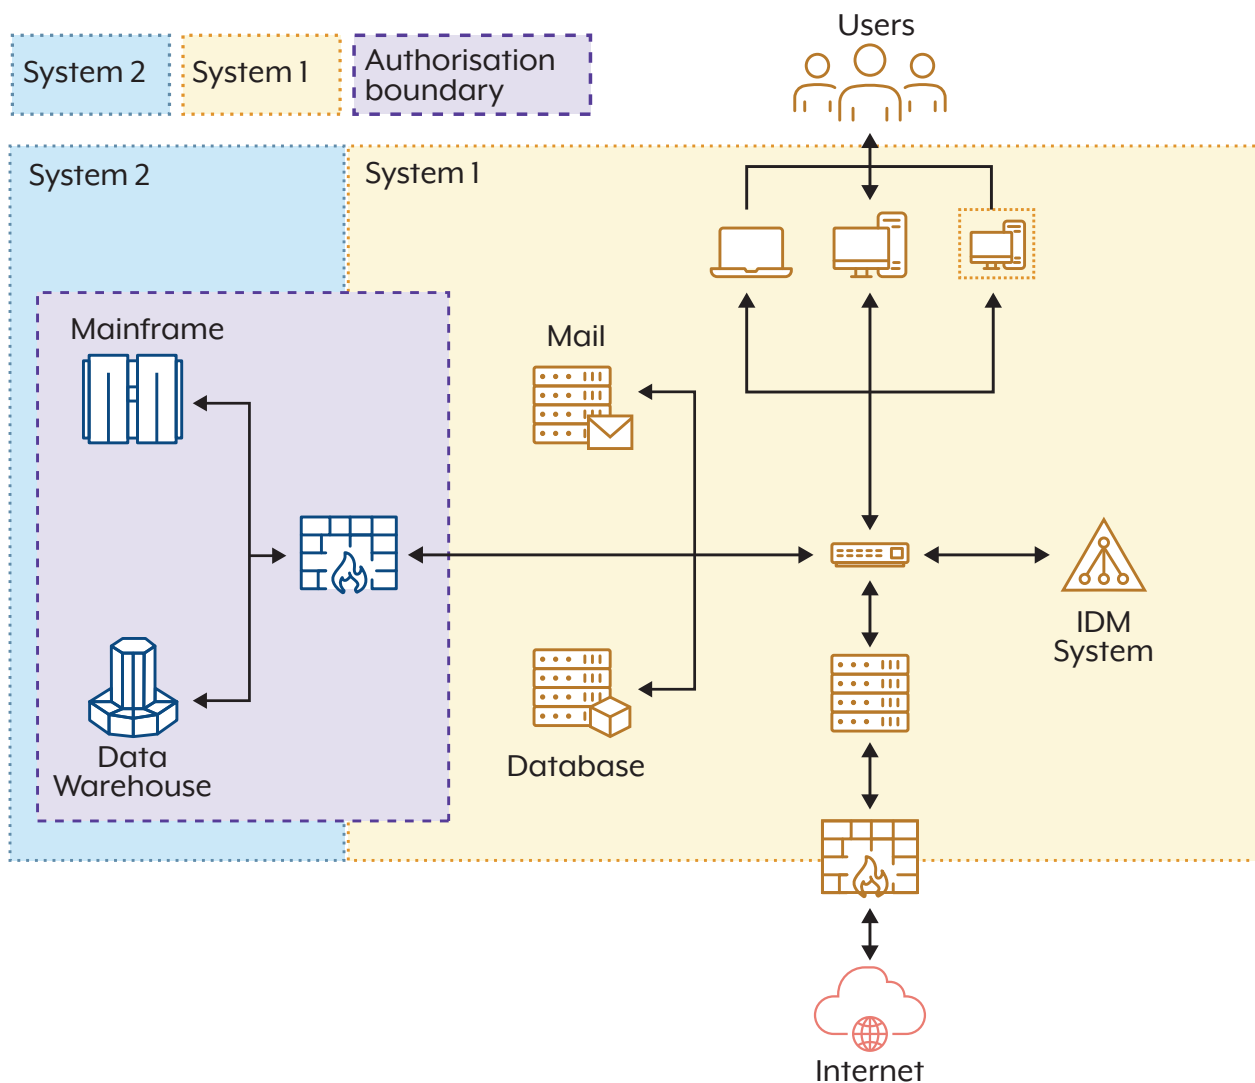 Users
System 2
System 1
Authorisation
boundary
System 2
System 1
Mainframe
Mail
IDM
System
Data
Warehouse
Database
Internet